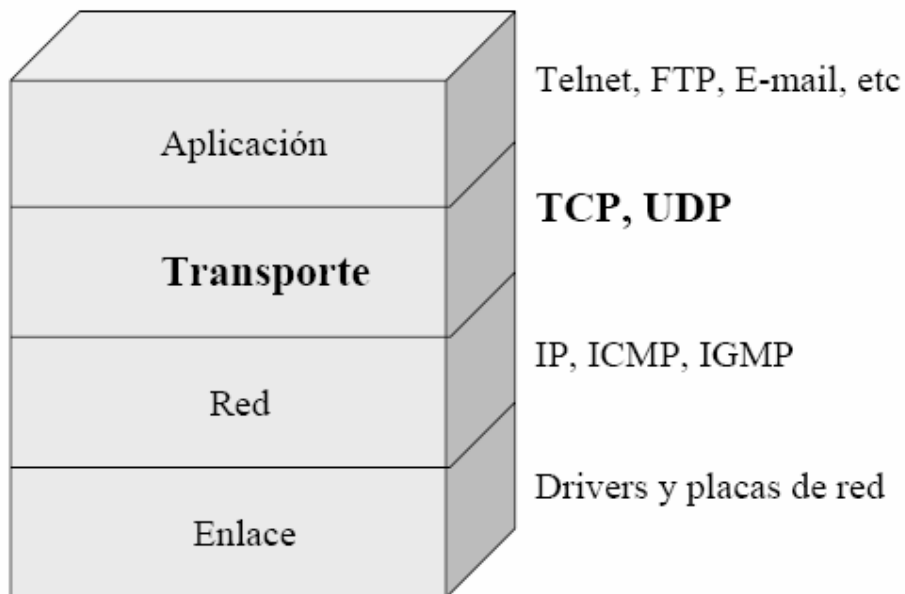 Telnet, FTP, E-mail, etc
Aplicación
TCP, UDP
Transporte
IP, ICMP, IGMP
Red
Drivers y placas de red
Enlace